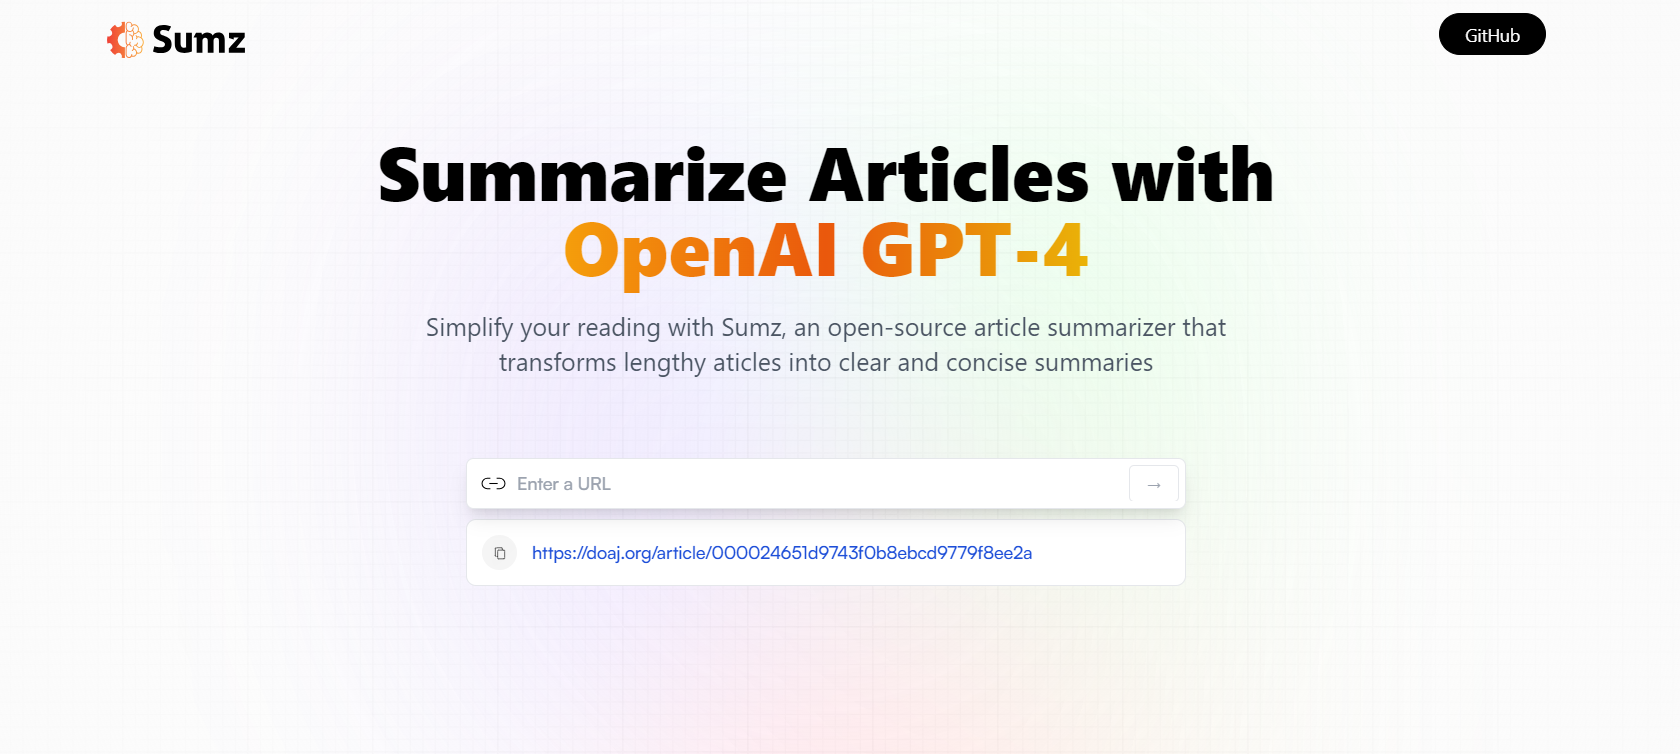 Sumz
GitHub
Summarize Articles with
OpenAI GPT-4
Simplify your reading with Sumz, an open-source article summarizer that
transforms lengthy aticles into clear and concise summaries
Enter a URL
→
https://doaj.org/article/000024651d9743f0b8ebcd9779f8ee2a